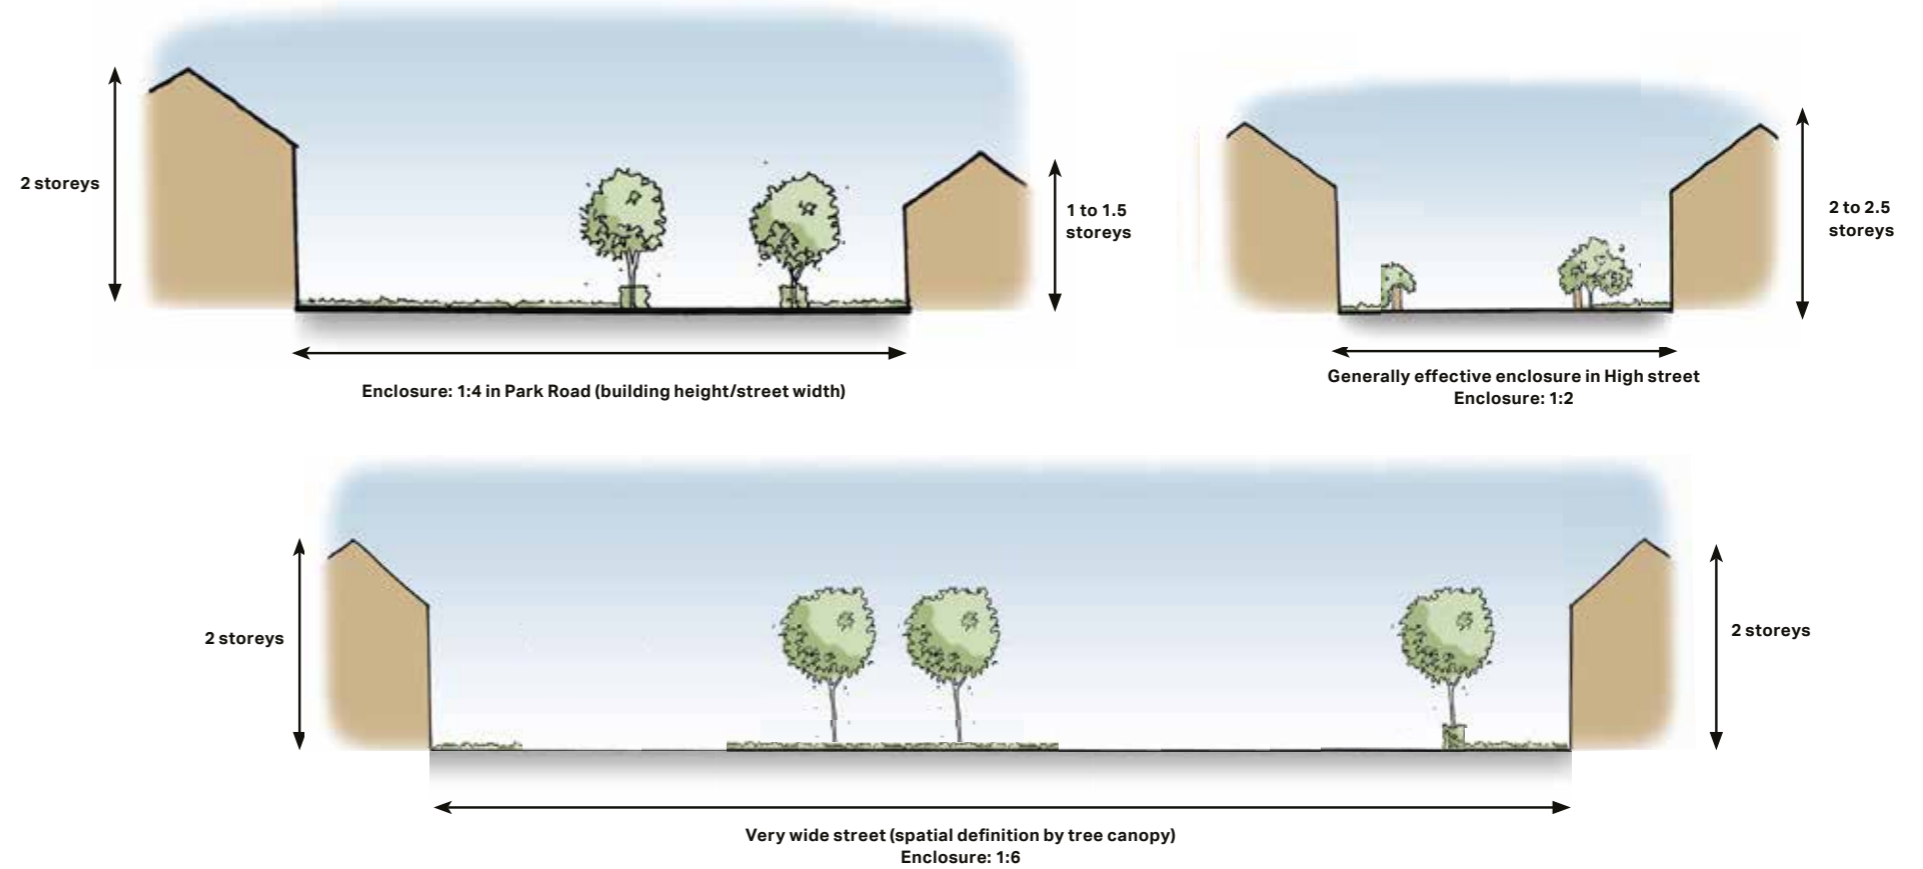 2 storeys
1 to 1.5
storeys
Enclosure: 1:4 in Park Road (building height/street width)
2 to 2.5
storeys
Generally effective enclosure in High street
Enclosure: 1:2
2 storeys
2 storeys
Very wide street (spatial definition by tree canopy)
Enclosure: 1:6